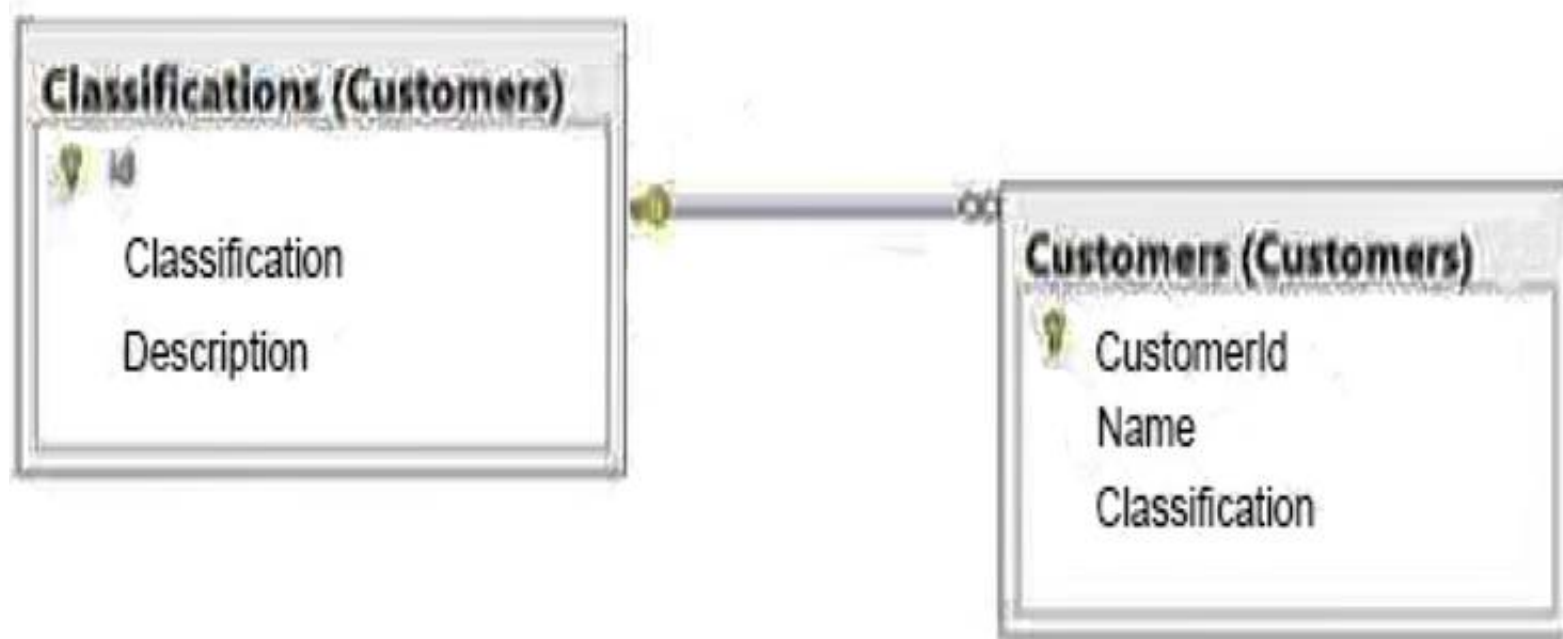 Classifications (Customers)
Id
Classification
Description
Customers (Customers)
CustomerId
Name
Classification